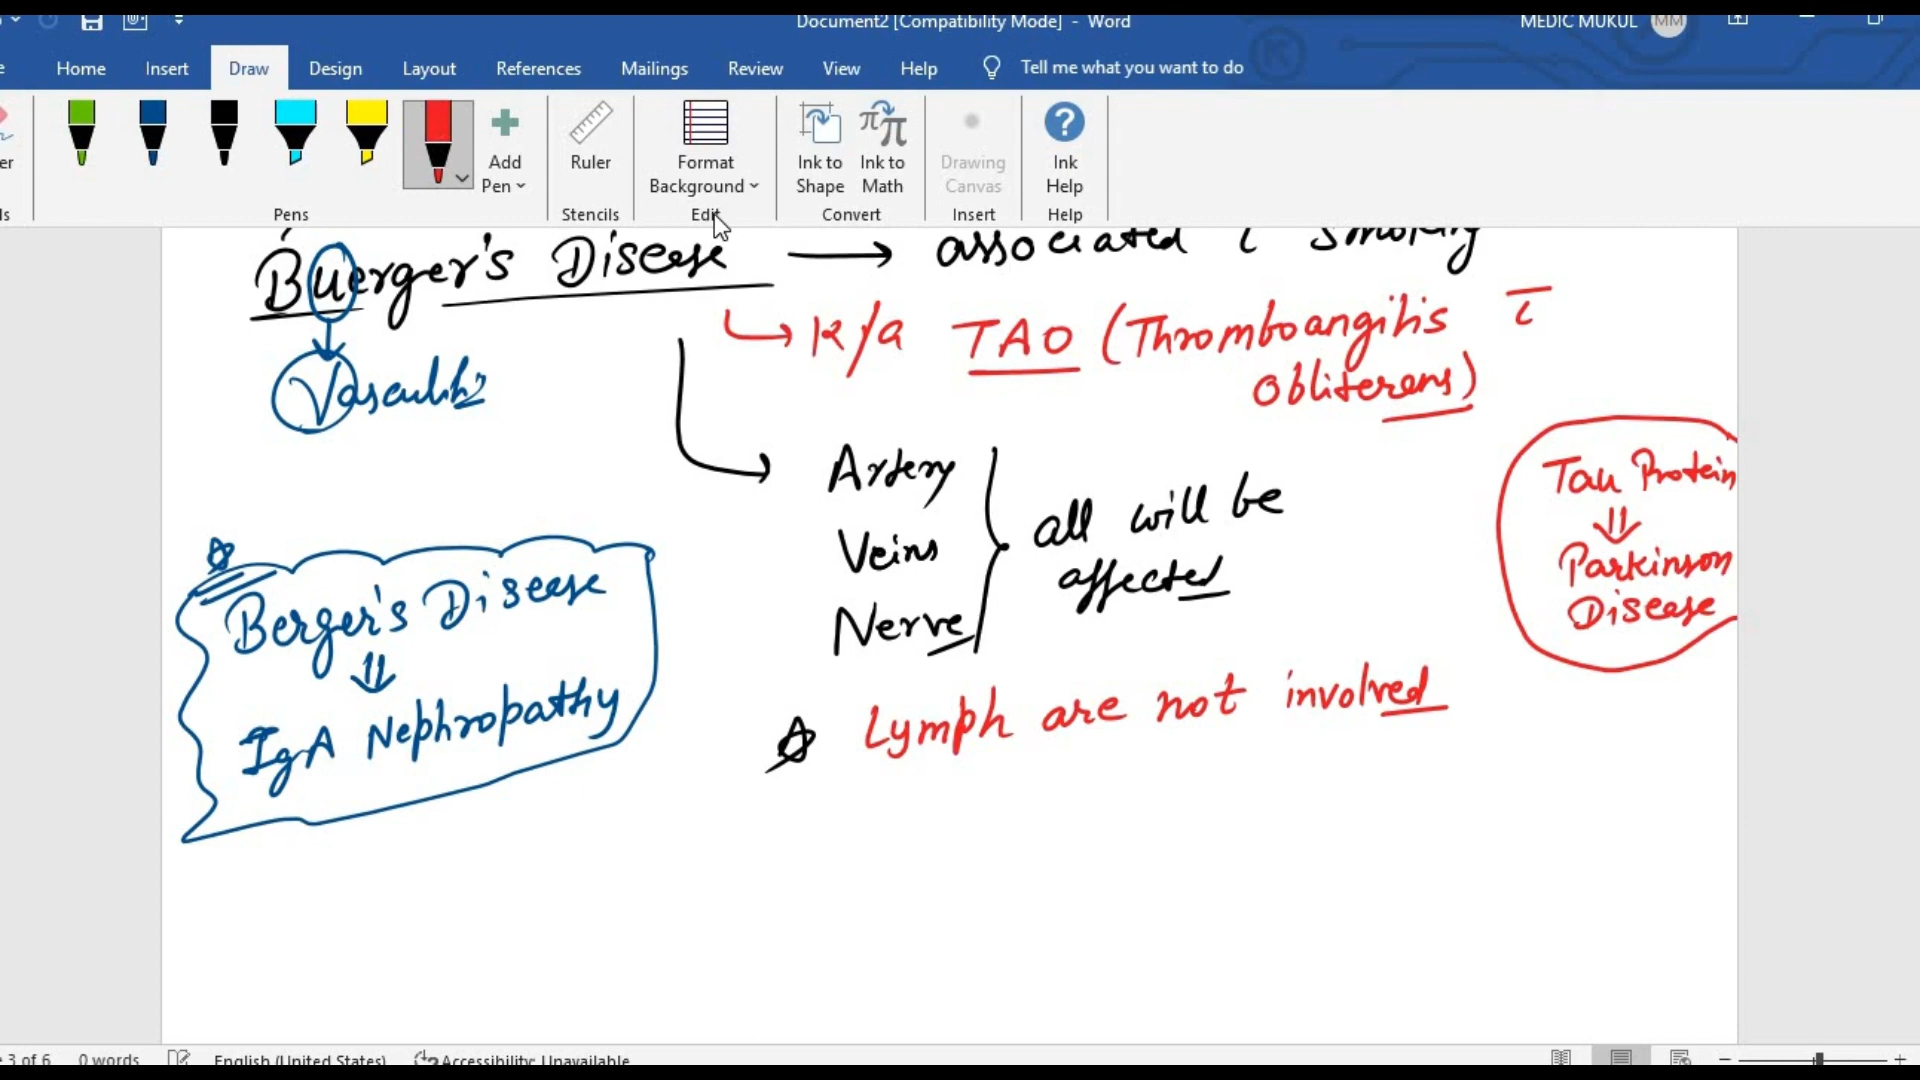 Document2 [Compatibility Mode] - Word
MEDIC MUKUL MM
Home Insert Draw Design Layout References Mailings Review View Help Tell me what you want to do
Add Pen
Ruler
Format Background
Ink to Shape
Ink to Math
Drawing Canvas
Ink Help
Pens Stencils Edit Convert Insert Help
Buerger's Disease → associated c̄ smoking
↳ K/a TAO (Thromboangitis c̄
Obliterans)
Vasculitis
Artery
Veins
Nerve
all will be
affected
Tau Protein
⇓
Parkinson
Disease
Berger's Disease
⇓
IgA Nephropathy
☆ Lymph are not involved
3 of 6 0 words English (United States) Accessibility: Unavailable